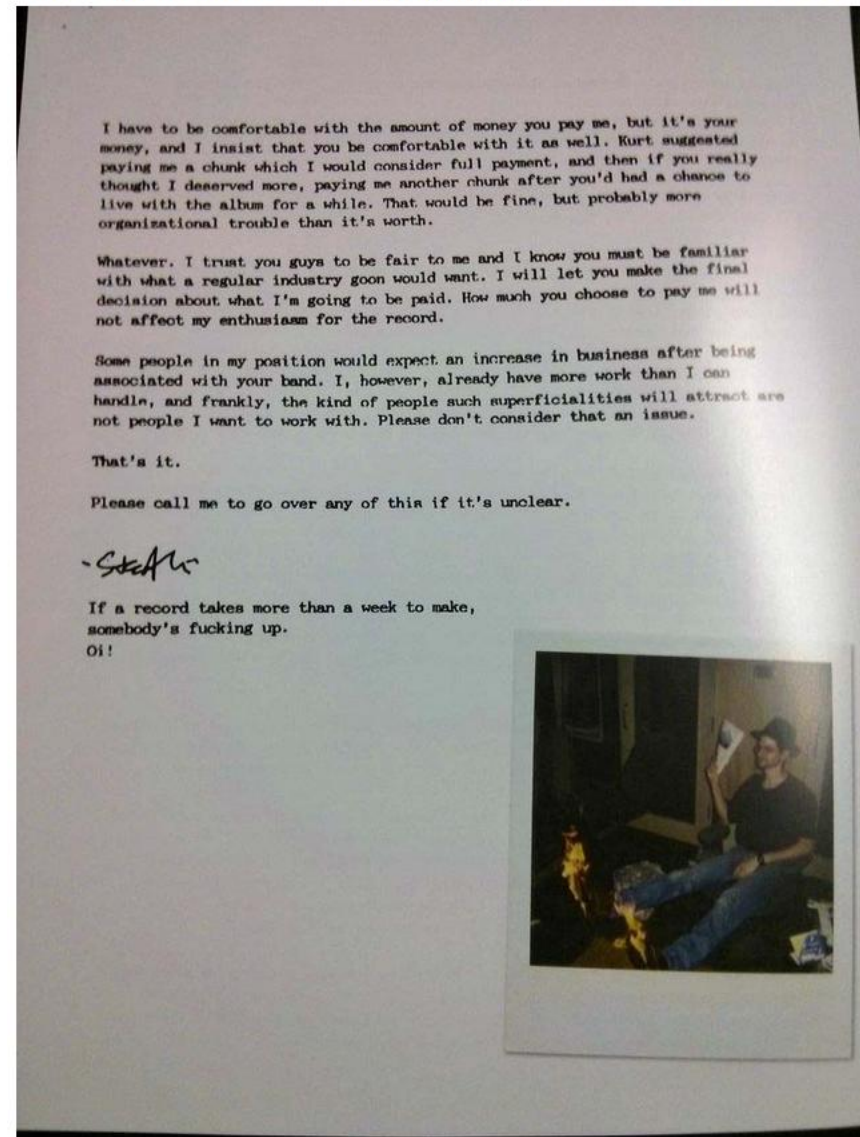 I have to be comfortable with the amount of money you pay me, but it's your
money, and I insist that you be comfortable with it as well. Kurt suggested
paying me a chunk which I would consider full payment, and then if you really
thought I deserved more, paying me another chunk after you'd had a chance to
live with the album for a while. That would be fine, but probably more
organizational trouble than it's worth.
Whatever. I trust you guys to be fair to me and I know you must be familiar
with what a regular industry goon would want. I will let you make the final
decision about what I'm going to be paid. How much you choose to pay me will
not affect my enthusiasm for the record.
Some people in my position would expect an increase in business after being
associated with your band. I, however, already have more work than I can
handle, and frankly, the kind of people such superficialities will attract are
not people I want to work with. Please don't consider that an issue.
That's it.
Please call me to go over any of this if it's unclear.
If a record takes more than a week to make,
somebody's fucking up.
Oi!